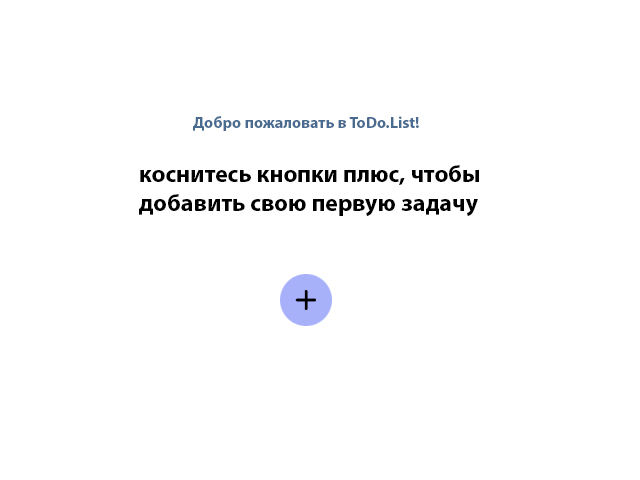 Добро пожаловать в ToDo.List!
коснитесь кнопки плюс, чтобы
добавить свою первую задачу
+